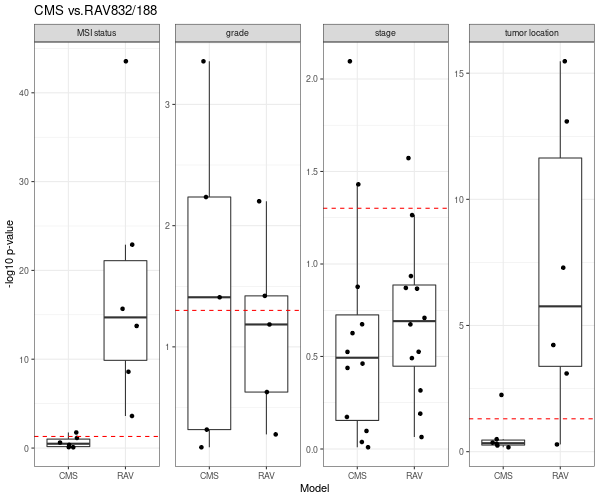 CMS vs.RAV832/188
MSI status
grade
stage
tumor location
-log10 p-value
0
10
20
30
40
1
2
3
0.0
0.5
1.0
1.5
2.0
0
5
10
15
CMS RAV
CMS RAV
CMS RAV
CMS RAV
Model